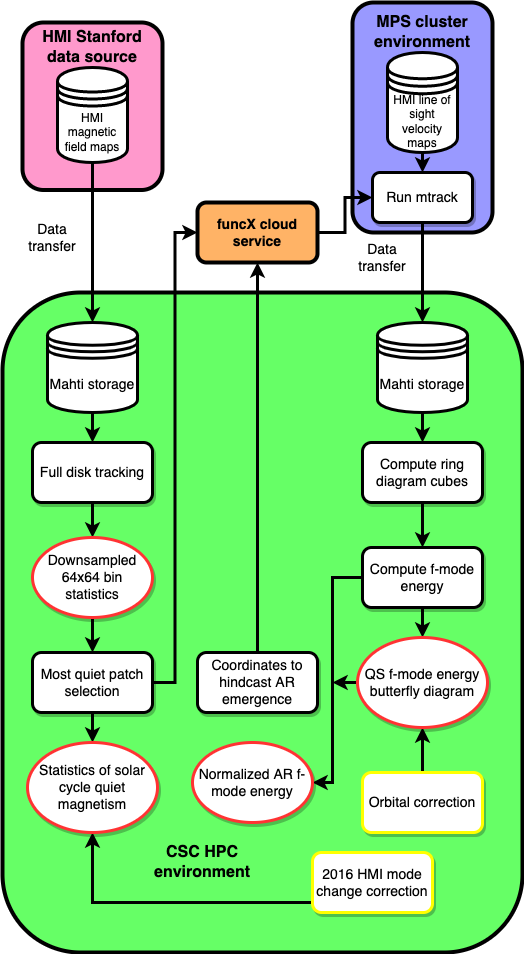 HMI Stanford
data source
HMI
magnetic
field maps
MPS cluster
environment
HMI line of
sight
velocity
maps
Run mtrack
funcX cloud
service
Data
transfer
Data
transfer
Mahti storage
Mahti storage
Full disk tracking
Compute ring
diagram cubes
Downsampled
64x64 bin
statistics
Compute f-mode
energy
Most quiet patch
selection
Coordinates to
hindcast AR
emergence
QS f-mode energy
butterfly diagram
Statistics of solar
cycle quiet
magnetism
Normalized AR f-
mode energy
Orbital correction
CSC HPC
environment
2016 HMI mode
change correction